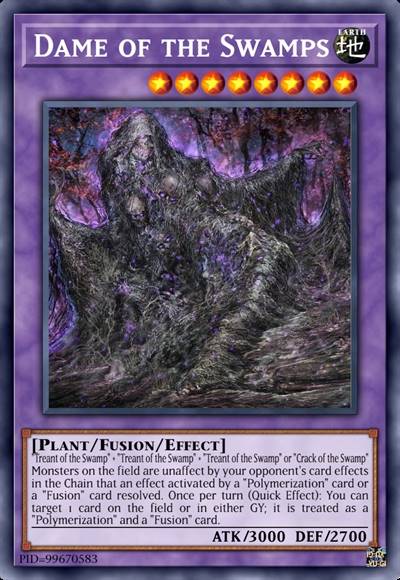 DAME OF THE SWAMPS
EARTH
地
[PLANT/FUSION/EFFECT]
"Treant of the Swamp" + "Treant of the Swamp" + "Treant of the Swamp" or "Crack of the Swamp"
Monsters on the field are unaffect by your opponent's card effects
in the Chain that an effect activated by a "Polymerization" card or
a "Fusion" card resolved. Once per turn (Quick Effect): You can
target 1 card on the field or in either GY; it is treated as
a "Polymerization" and a "Fusion" card.
ATK/3000 DEF/2700
PID=99670583